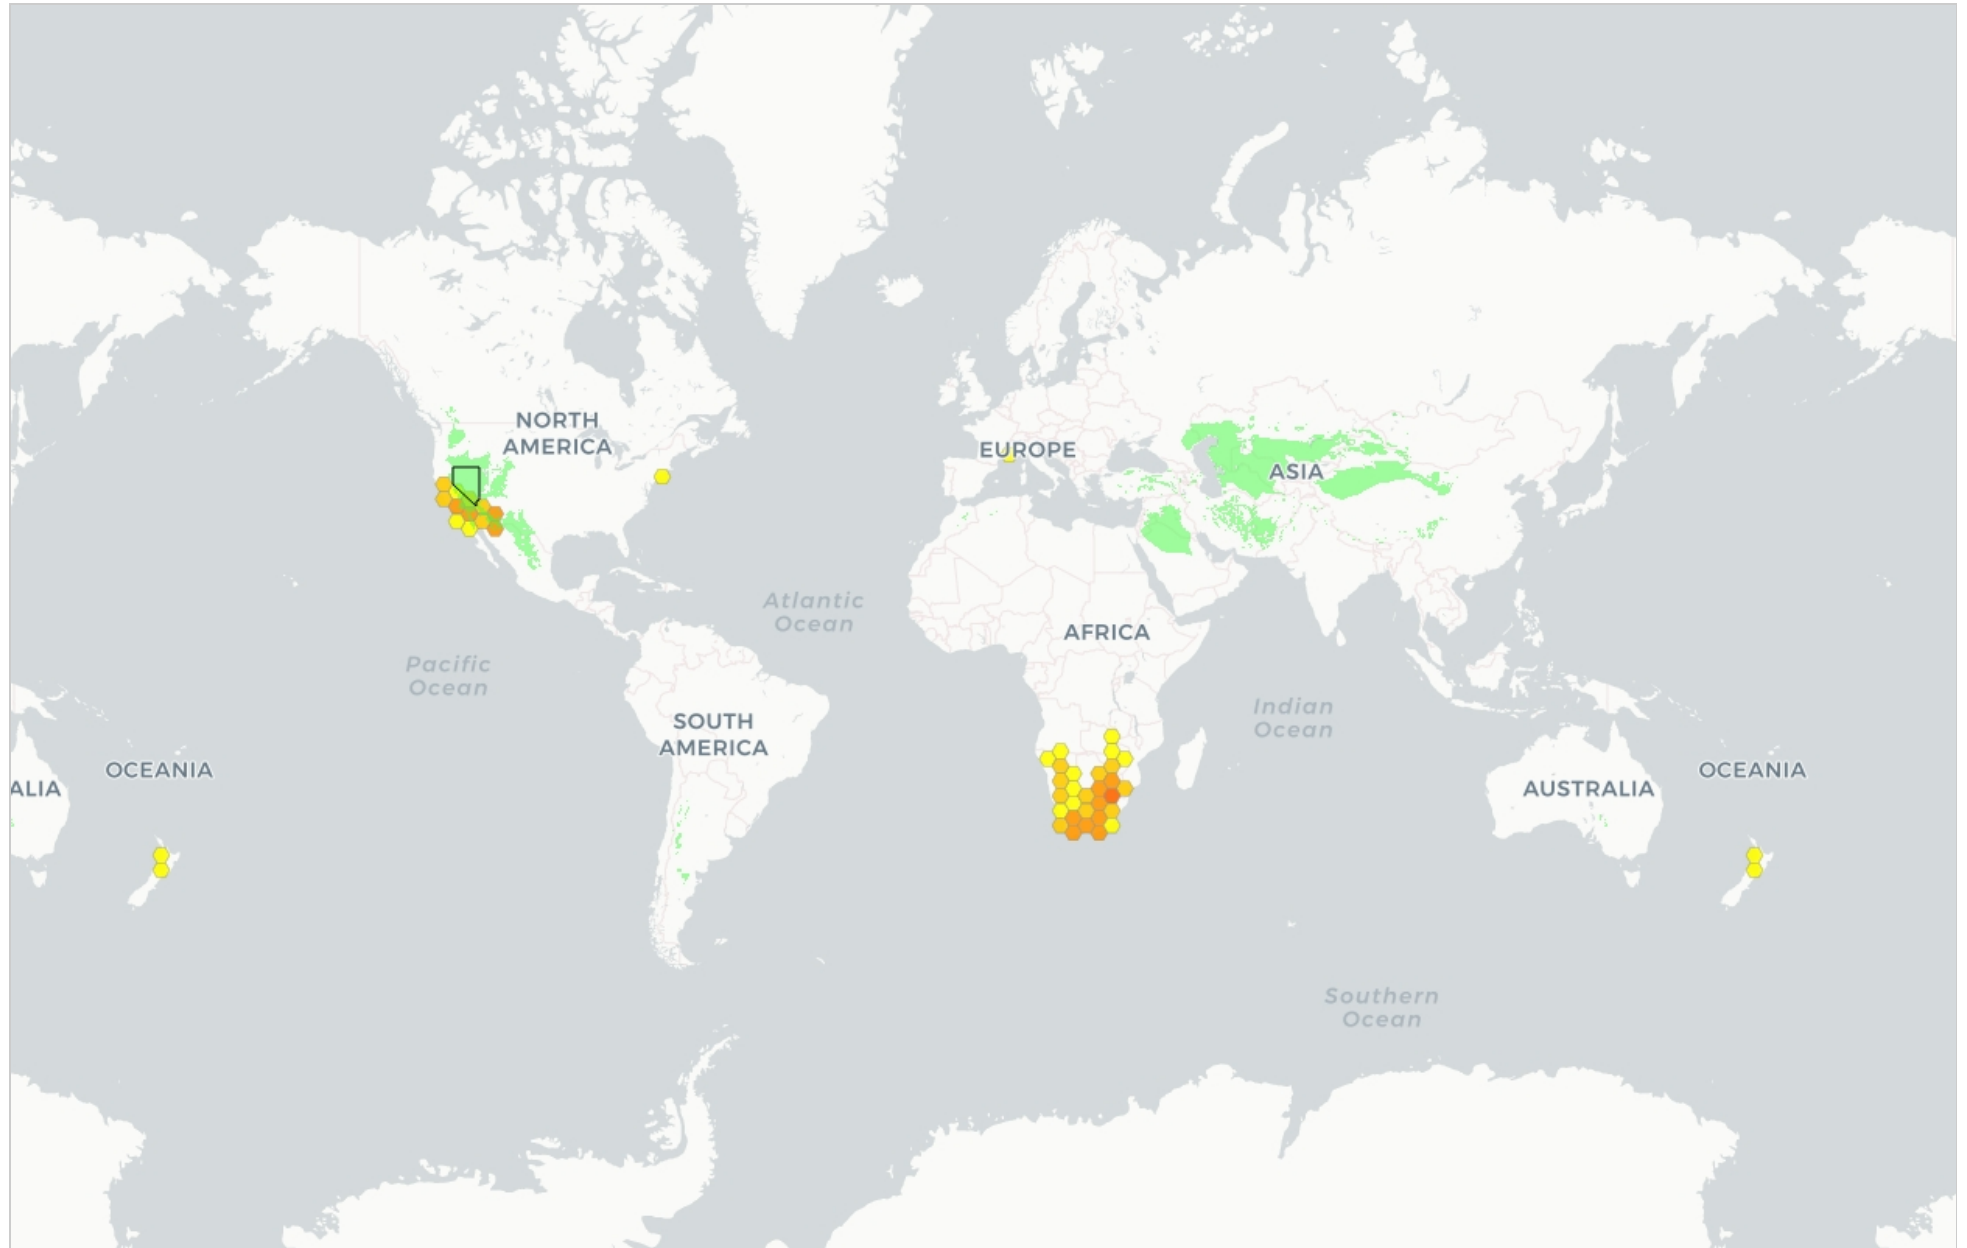 NORTH
AMERICA
EUROPE
ASIA
Atlantic
Ocean
AFRICA
Pacific
Ocean
Indian
Ocean
SOUTH
AMERICA
OCEANIA
ALIA
AUSTRALIA
OCEANIA
Southern
Ocean